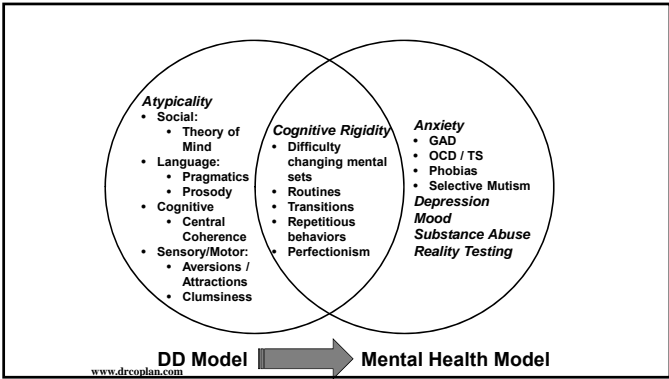 Atypicality
• Social:
• Theory of
Mind
• Language:
• Pragmatics
• Prosody
• Cognitive
• Central
Coherence
• Sensory/Motor:
• Aversions /
Attractions
• Clumsiness
Cognitive Rigidity
• Difficulty
changing mental
sets
• Routines
• Transitions
• Repetitious
behaviors
• Perfectionism
Anxiety
• GAD
• OCD / TS
• Phobias
• Selective Mutism
Depression
Mood
Substance Abuse
Reality Testing
DD Model
Mental Health Model
www.drcoplan.com